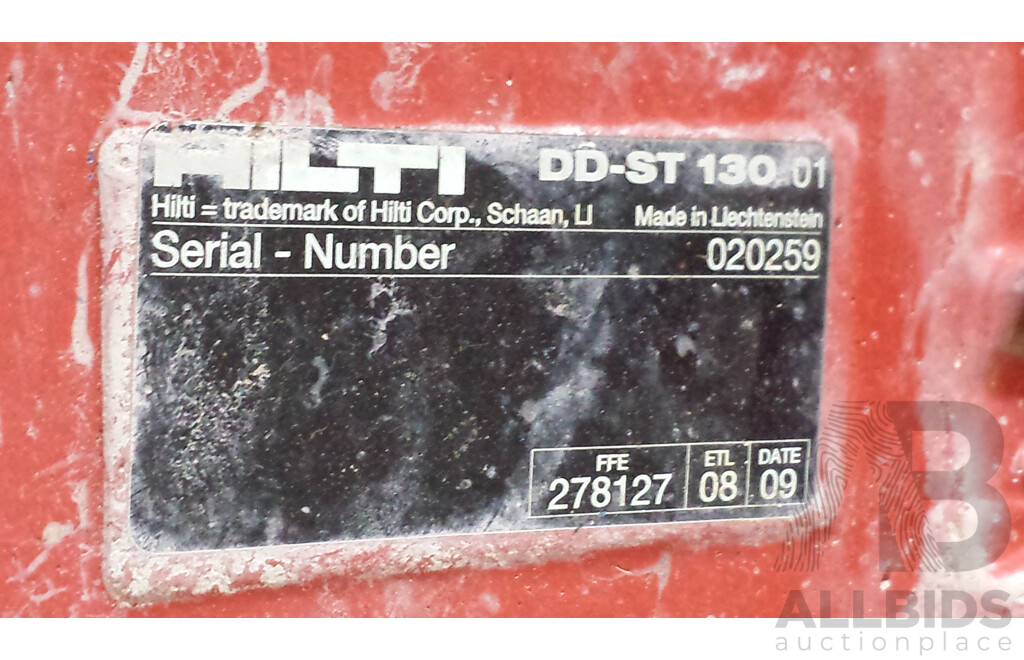 HILTI DD-ST 130 01
Hilti = trademark of Hilti Corp., Schaan, LI Made in Liechtenstein
Serial - Number 020259
FFE ETL DATE
278127 08 09
AB
ALLBIDS
auctionplace